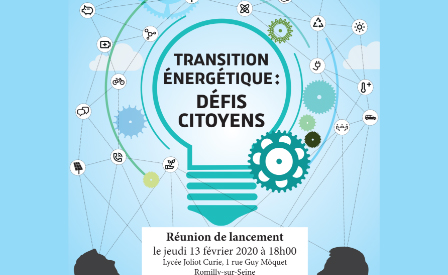 TRANSITION
ÉNERGÉTIQUE :
DÉFIS
CITOYENS
Réunion de lancement
le jeudi 13 février 2020 à 18h00
Lycée Joliot Curie, 1 rue Guy Môquet
Romilly-sur-Seine